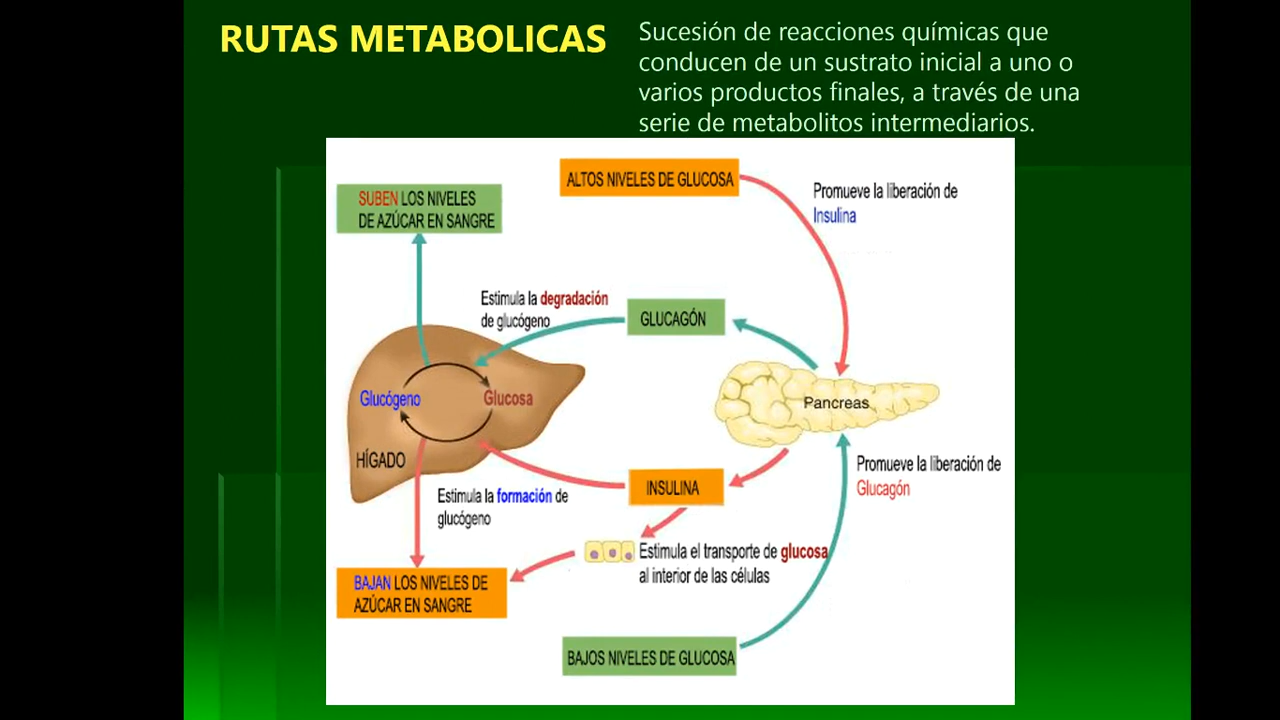 RUTAS METABOLICAS
Sucesión de reacciones químicas que
conducen de un sustrato inicial a uno o
varios productos finales, a través de una
serie de metabolitos intermediarios.
ALTOS NIVELES DE GLUCOSA
Promueve la liberación de
Insulina
SUBEN LOS NIVELES
DE AZÚCAR EN SANGRE
Estimula la degradación
de glucógeno
GLUCAGÓN
Glucógeno
Glucosa
HÍGADO
Pancreas
Promueve la liberación de
Glucagón
INSULINA
Estimula la formación de
glucógeno
Estimula el transporte de glucosa
al interior de las células
BAJAN LOS NIVELES DE
AZÚCAR EN SANGRE
BAJOS NIVELES DE GLUCOSA